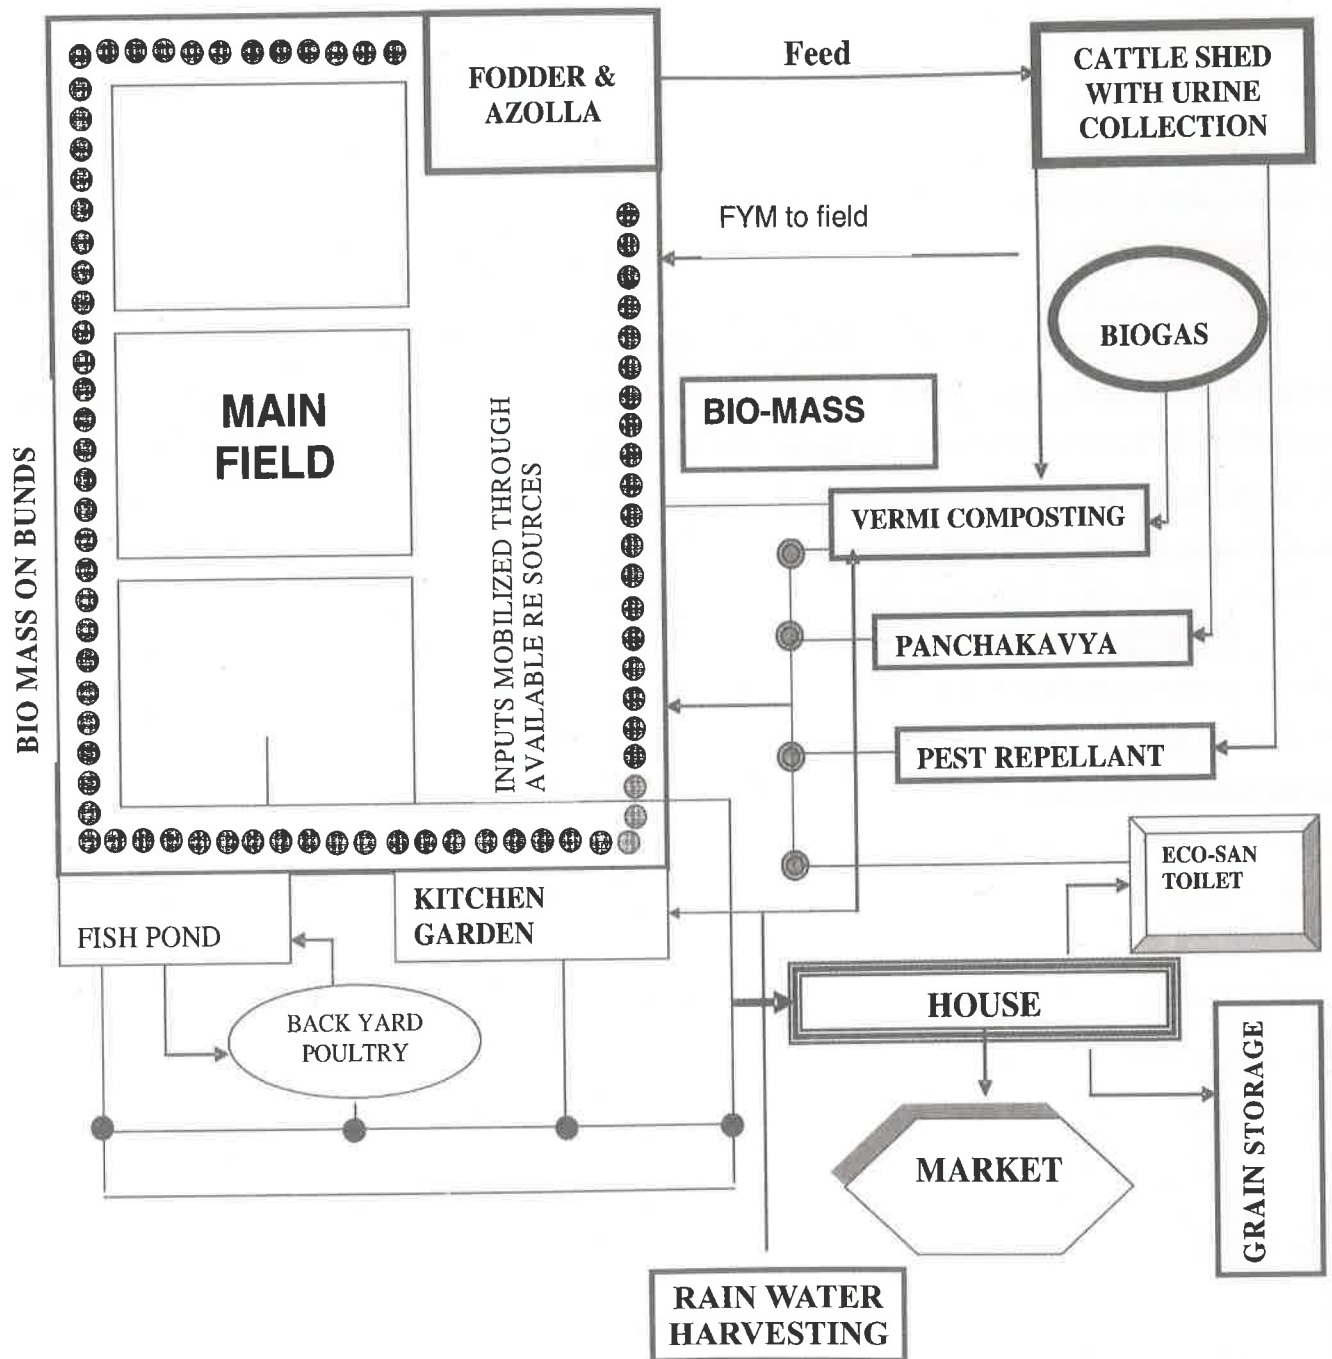 Feed
FODDER &
AZOLLA
CATTLE SHED
WITH URINE
COLLECTION
FYM to field
BIOGAS
MAIN
FIELD
BIO-MASS
BIO MASS ON BUNDS
INPUTS MOBILIZED THROUGH
AVAILABLE RE SOURCES
VERMI COMPOSTING
PANCHAKAVYA
PEST REPELLANT
ECO-SAN
TOILET
KITCHEN
GARDEN
FISH POND
BACK YARD
POULTRY
HOUSE
GRAIN STORAGE
MARKET
RAIN WATER
HARVESTING